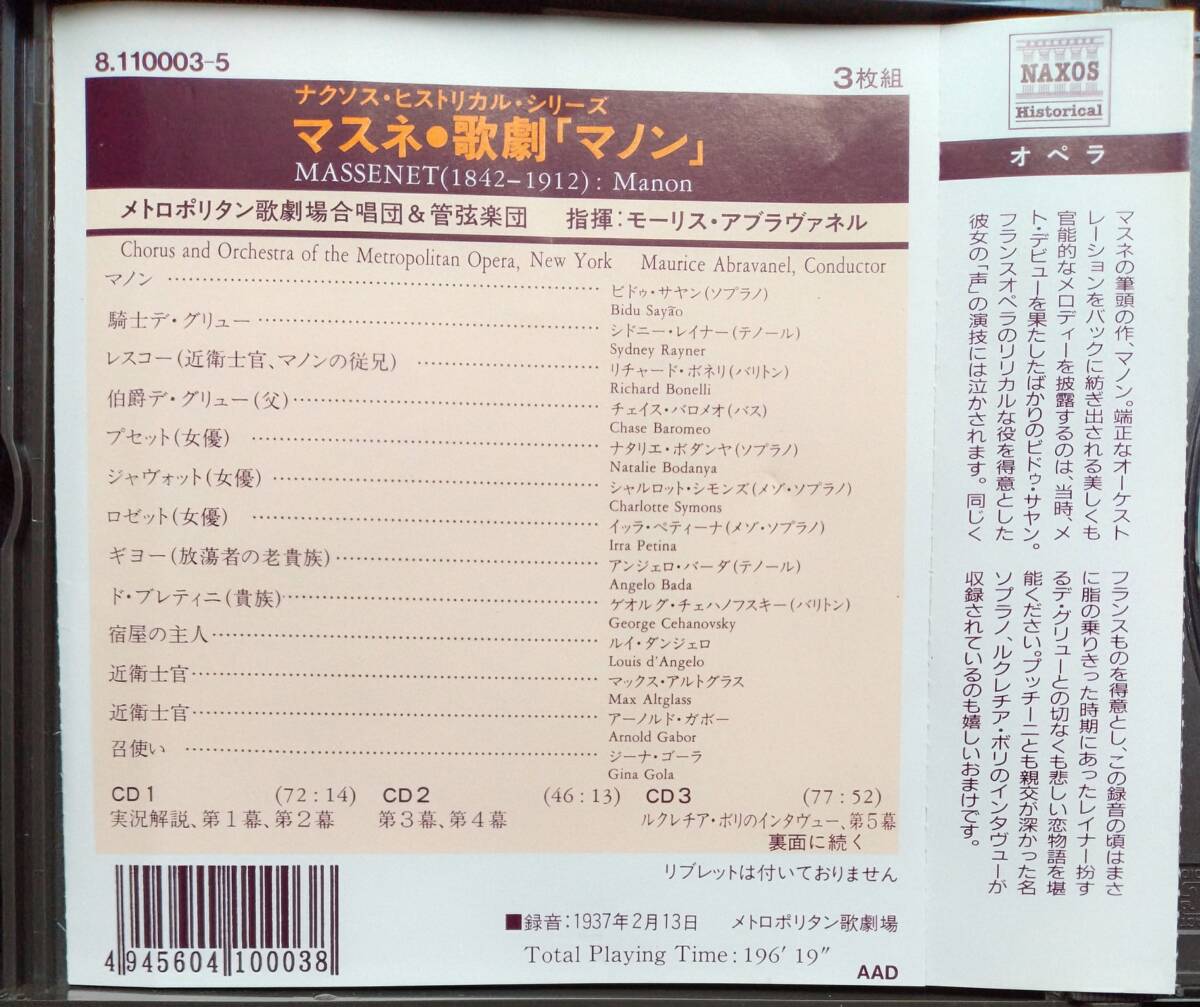 8.110003-5
3枚組
ナクソス・ヒストリカル・シリーズ
マスネ●歌劇「マノン」
MASSENET(1842-1912): Manon
メトロポリタン歌劇場合唱団&管弦楽団 指揮:モーリス・アブラヴァネル
Chorus and Orchestra of the Metropolitan Opera, New York Maurice Abravanel, Conductor
マノン ビドゥ・サヤン(ソプラノ)
Bidu Sayão
騎士デ・グリュー シドニー・レイナー(テノール)
Sydney Rayner
レスコー(近衛士官、マノンの従兄) リチャード・ボネリ(バリトン)
Richard Bonelli
伯爵デ・グリュー(父) チェイス・バロメオ(バス)
Chase Baromeo
プセット(女優) ナタリエ・ボダンヤ(ソプラノ)
Natalie Bodanya
ジャヴォット(女優) シャルロット・シモンズ(メゾ・ソプラノ)
Charlotte Symons
ロゼット(女優) イッラ・ペティーナ(メゾ・ソプラノ)
Irra Petina
ギヨー(放蕩者の老貴族) アンジェロ・バーダ(テノール)
Angelo Bada
ド・ブレティニ(貴族) ゲオルグ・チェハノフスキー(バリトン)
George Cehanovsky
宿屋の主人 ルイ・ダンジェロ
Louis d'Angelo
近衛士官 マックス・アルトグラス
Max Altglass
近衛士官 アーノルド・ガボー
Arnold Gabor
召使い ジーナ・ゴーラ
Gina Gola
CD1 (72:14) CD2 (46:13) CD3 (77:52)
実況解説、第1幕、第2幕 第3幕、第4幕 ルクレチア・ボリのインタヴュー、第5幕
裏面に続く
リブレットは付いておりません
■録音:1937年2月13日 メトロポリタン歌劇場
Total Playing Time: 196′ 19″
AAD
4945604100038
NAXOS
Historical
オペラ
マスネの筆頭の作、マノン。端正なオーケスト
レーションをバックに紡ぎ出される美しくも
官能的なメロディーを披露するのは、当時、メ
ト・デビューを果たしたばかりのビドゥ・サヤン。
フランスオペラのリリカルな役を得意とした
彼女の「声」の演技には泣かされます。同じく
フランスものを得意とし、この録音の頃はまさ
に脂の乗りきった時期にあったレイナー扮す
るデ・グリューとの切なくも悲しい恋物語を堪
能ください。プッチーニとも親交が深かった名
ソプラノ、ルクレチア・ボリのインタヴューが
収録されているのも嬉しいおまけです。